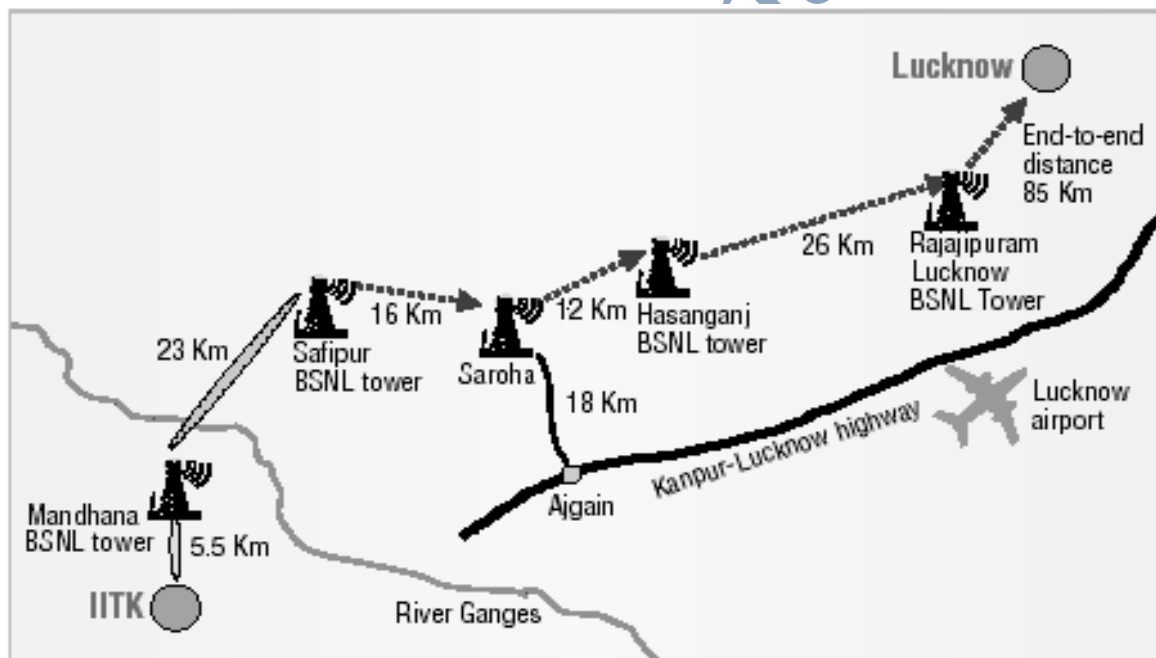 Lucknow
End-to-end
distance
85 Km
26 Km
Rajajipuram
Lucknow
BSNL Tower
16 Km
12 Km
Hasanganj
BSNL tower
23 Km
Safipur
BSNL tower
Saroha
18 Km
Lucknow
airport
Kanpur-Lucknow highway
Ajgain
Mandhana
BSNL tower
5.5 Km
IITK
River Ganges